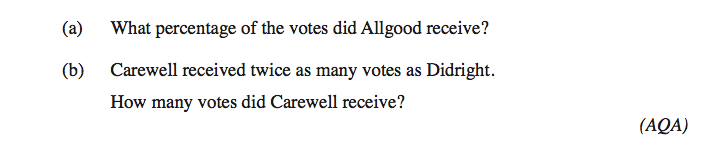 (a) What percentage of the votes did Allgood receive?
(b) Carewell received twice as many votes as Didright.
How many votes did Carewell receive?
(AQA)